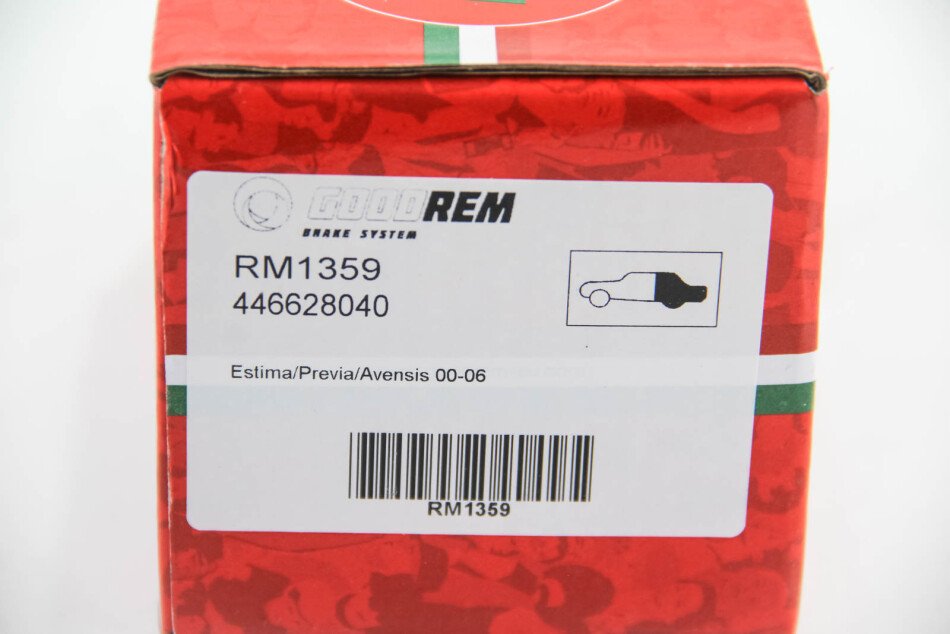 GOODREM
BRAKE SYSTEM
RM1359
446628040
Estima/Previa/Avensis 00-06
RM1359